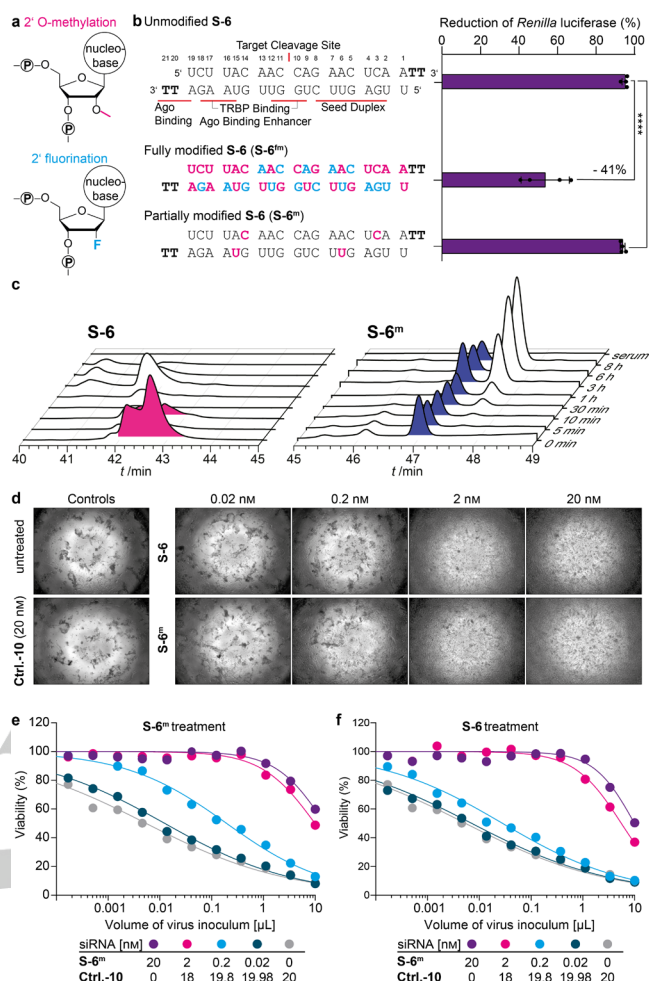 a 2' O-methylation
nucleo-
base
P
O
O
O
O
P
2' fluorination
nucleo-
base
P
O
O
O
F
P
b Unmodified S-6
Target Cleavage Site
21 20 19 18 17 16 15 14 13 12 11 10 9 8 7 6 5 4 3 2 1
5' UCU UAC AAC CAG AAC UCA ATT 3'
3' TT AGA AUG UUG GUC UUG AGU U 5'
Ago Binding
TRBP Binding
Ago Binding Enhancer
Seed Duplex
Fully modified S-6 (S-6fm)
UCU UAC AAC CAG AAC UCA ATT
TT AGA AUG UUG GUC UUG AGU U
Partially modified S-6 (S-6m)
UCU UAC AAC CAG AAC UCA ATT
TT AGA AUG UUG GUC UUG AGU U
Reduction of Renilla luciferase (%)
0 20 40 60 80 100
****
- 41%
c
S-6
40 41 42 43 44 45
t /min
S-6m
serum
8 h
6 h
3 h
1 h
30 min
10 min
5 min
0 min
45 46 47 48 49
t /min
d
Controls
0.02 nM
0.2 nM
2 nM
20 nM
untreated
S-6
Ctrl.-10 (20 nM)
S-6m
e
S-6m treatment
Viability (%)
120
100
80
60
40
20
0
0.001 0.01 0.1 1 10
Volume of virus inoculum [µL]
siRNA [nM]
S-6m 20 2 0.2 0.02 0
Ctrl.-10 0 18 19.8 19.98 20
f
S-6 treatment
Viability (%)
120
100
80
60
40
20
0
0.001 0.01 0.1 1 10
Volume of virus inoculum [µL]
siRNA [nM]
S-6m 20 2 0.2 0.02 0
Ctrl.-10 0 18 19.8 19.98 20